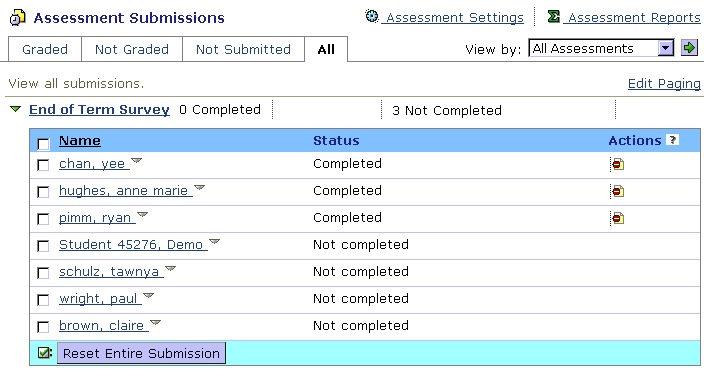 Assessment Submissions Assessment Settings Assessment Reports
Graded Not Graded Not Submitted All View by: All Assessments
View all submissions. Edit Paging
End of Term Survey 0 Completed 3 Not Completed
Name Status Actions ?
chan, yee Completed
hughes, anne marie Completed
pimm, ryan Completed
Student 45276, Demo Not completed
schulz, tawnya Not completed
wright, paul Not completed
brown, claire Not completed
Reset Entire Submission